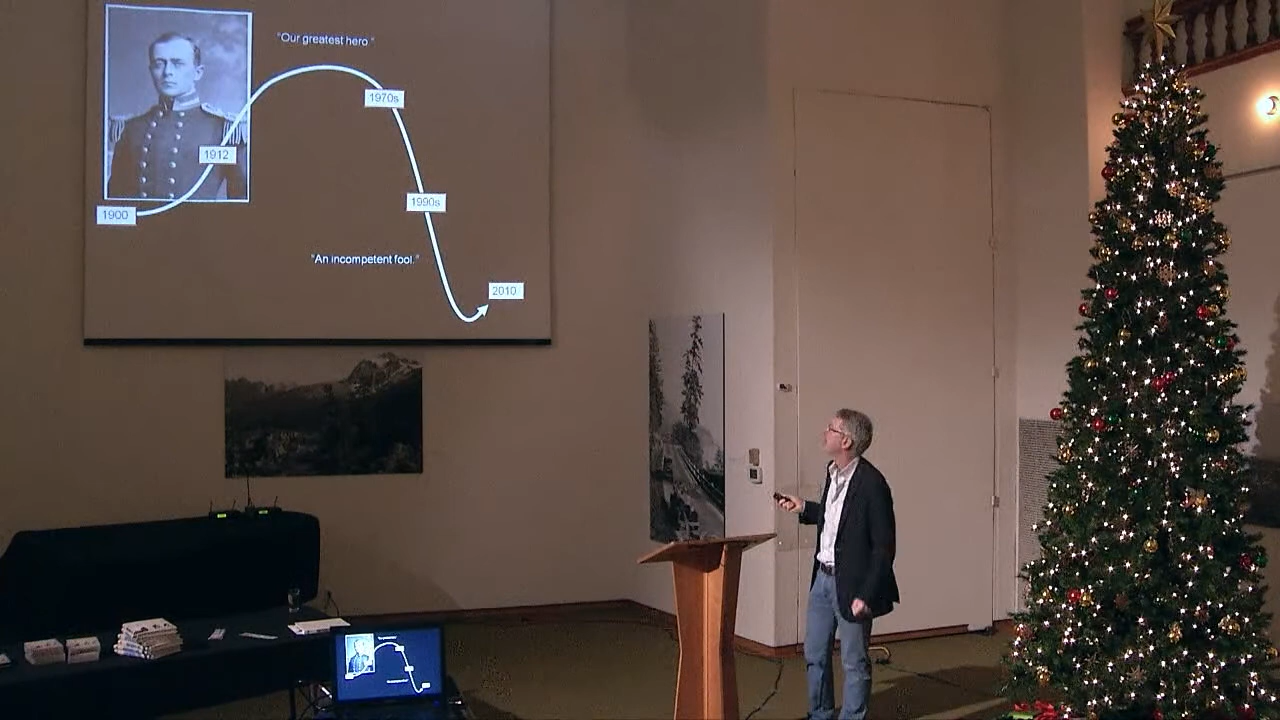 "Our greatest hero "
1970s
1912
1990s
1900
"An incompetent fool."
2010